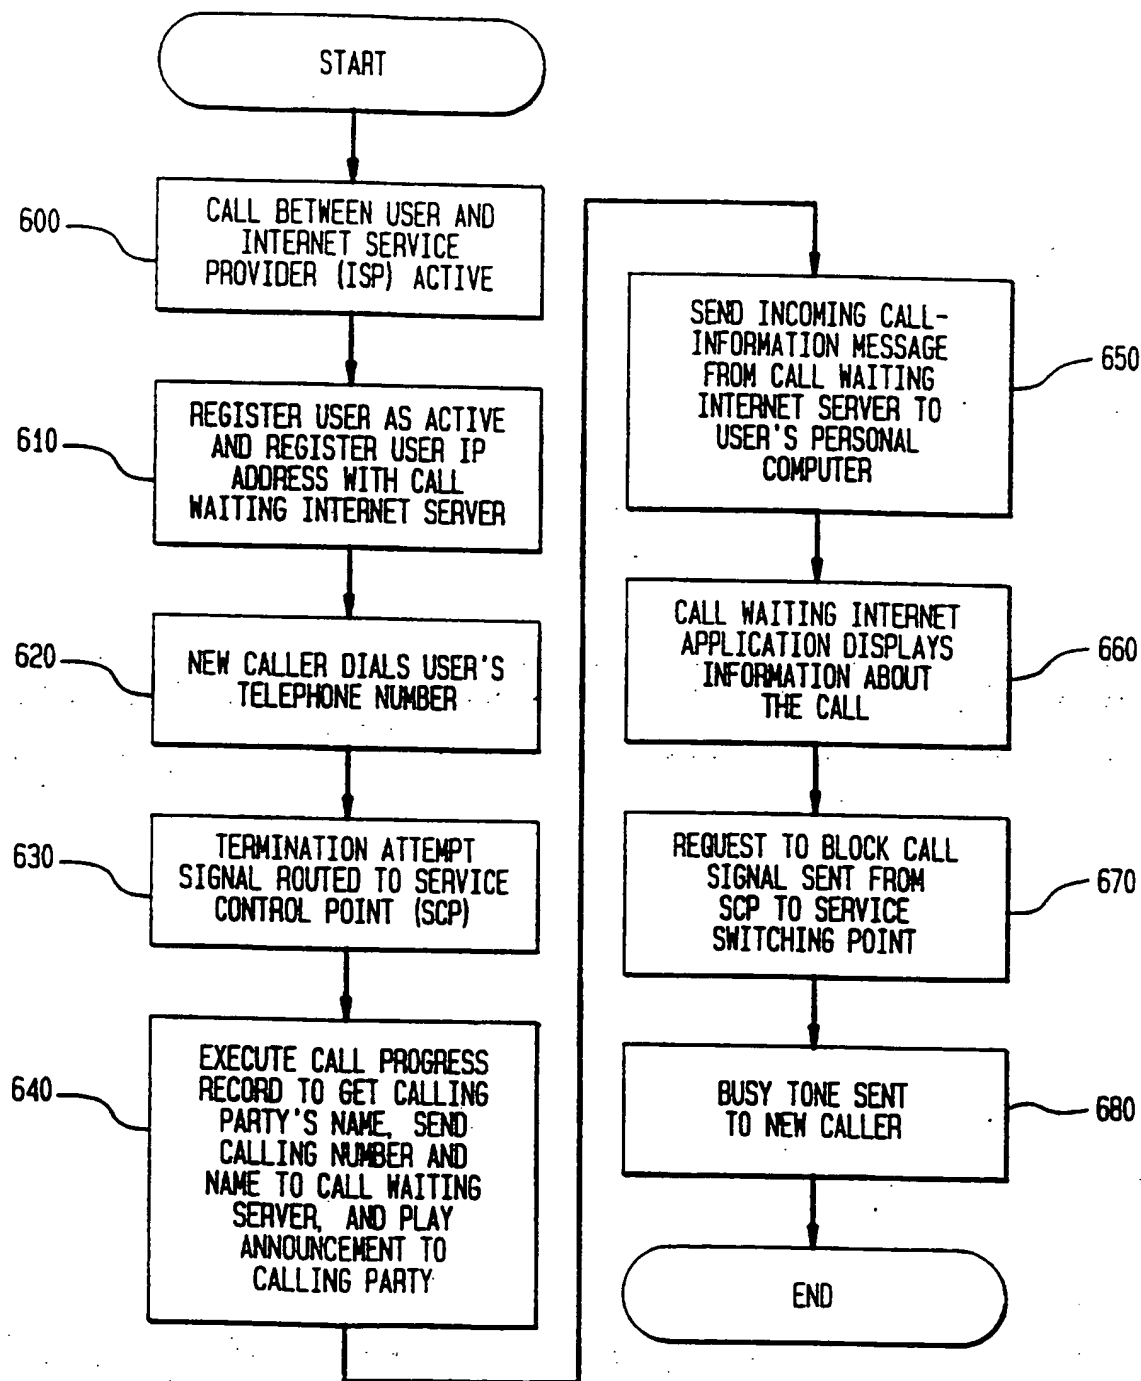 START
600
CALL BETWEEN USER AND
INTERNET SERVICE
PROVIDER (ISP) ACTIVE
610
REGISTER USER AS ACTIVE
AND REGISTER USER IP
ADDRESS WITH CALL
WAITING INTERNET SERVER
620
NEW CALLER DIALS USER'S
TELEPHONE NUMBER
630
TERMINATION ATTEMPT
SIGNAL ROUTED TO SERVICE
CONTROL POINT (SCP)
640
EXECUTE CALL PROGRESS
RECORD TO GET CALLING
PARTY'S NAME, SEND
CALLING NUMBER AND
NAME TO CALL WAITING
SERVER, AND PLAY
ANNOUNCEMENT TO
CALLING PARTY
SEND INCOMING CALL-
INFORMATION MESSAGE
FROM CALL WAITING
INTERNET SERVER TO
USER'S PERSONAL
COMPUTER
650
CALL WAITING INTERNET
APPLICATION DISPLAYS
INFORMATION ABOUT
THE CALL
660
REQUEST TO BLOCK CALL
SIGNAL SENT FROM
SCP TO SERVICE
SWITCHING POINT
670
BUSY TONE SENT
TO NEW CALLER
680
END